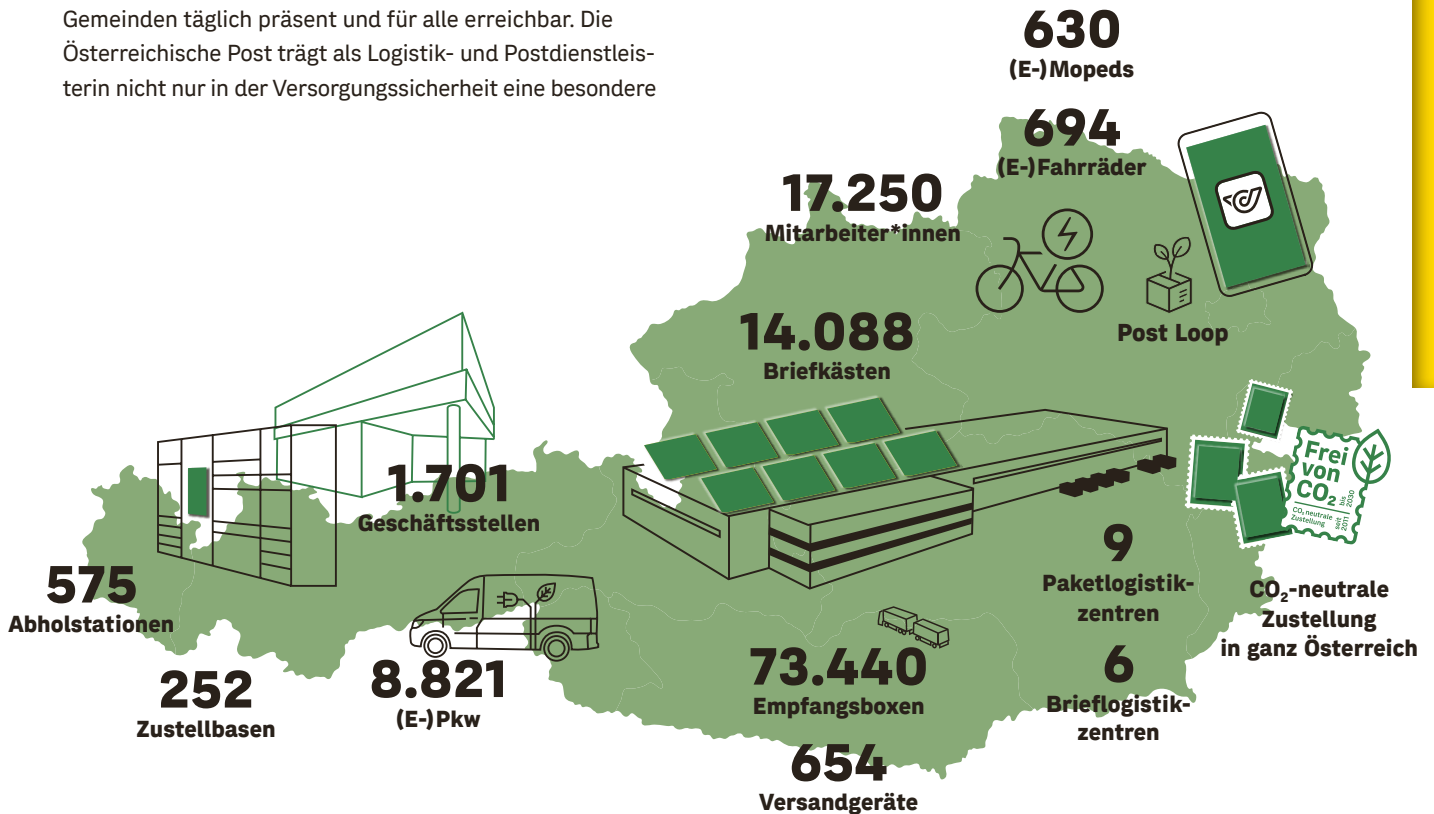 Gemeinden täglich präsent und für alle erreichbar. Die
Österreichische Post trägt als Logistik- und Postdienstleis-
terin nicht nur in der Versorgungssicherheit eine besondere
630
(E-)Mopeds
694
(E-)Fahrräder
17.250
Mitarbeiter*innen
14.088
Briefkästen
Post Loop
1.701
Geschäftsstellen
Frei
von
CO₂
CO₂ neutrale
Zustellung
seit
2011
bis
2030
575
Abholstationen
9
Paketlogistik-
zentren
CO₂-neutrale
Zustellung
in ganz Österreich
252
Zustellbasen
8.821
(E-)Pkw
73.440
Empfangsboxen
6
Brieflogistik-
zentren
654
Versandgeräte